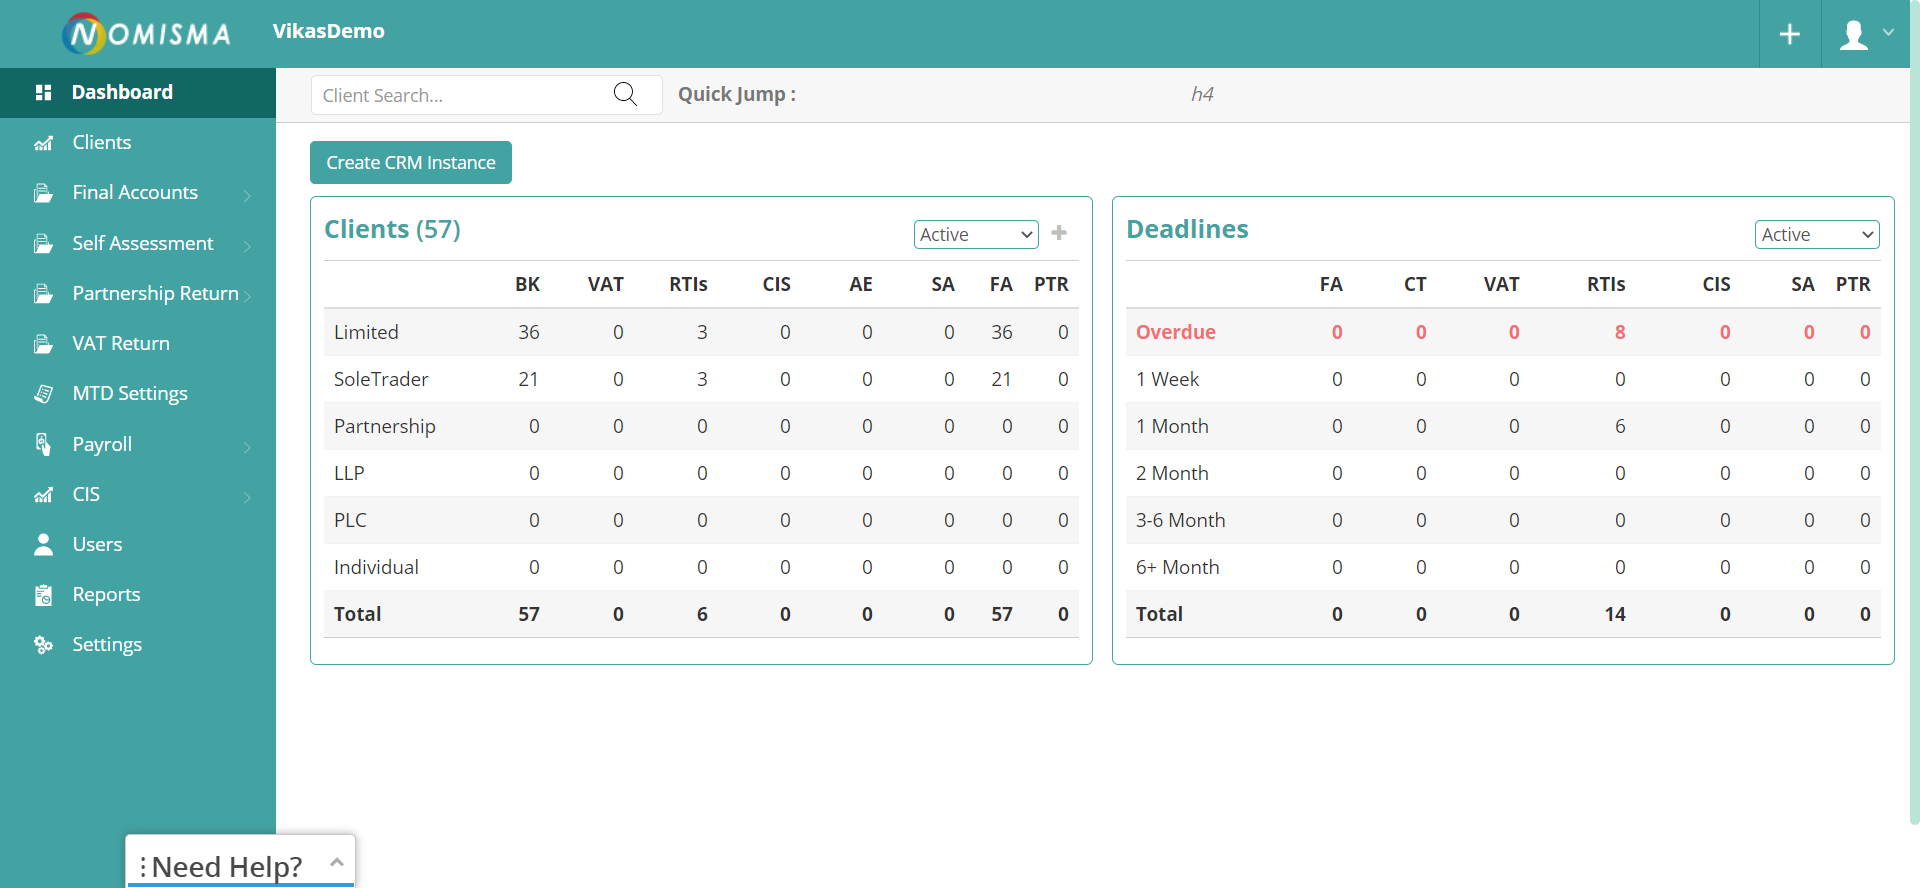 NOMISMA VikasDemo
Dashboard
Clients
Final Accounts
Self Assessment
Partnership Return
VAT Return
MTD Settings
Payroll
CIS
Users
Reports
Settings
Client Search... Quick Jump : h4
Create CRM Instance
Clients (57) Active
BK VAT RTIs CIS AE SA FA PTR
Limited 36 0 3 0 0 0 36 0
SoleTrader 21 0 3 0 0 0 21 0
Partnership 0 0 0 0 0 0 0 0
LLP 0 0 0 0 0 0 0 0
PLC 0 0 0 0 0 0 0 0
Individual 0 0 0 0 0 0 0 0
Total 57 0 6 0 0 0 57 0
Deadlines Active
FA CT VAT RTIs CIS SA PTR
Overdue 0 0 0 8 0 0 0
1 Week 0 0 0 0 0 0 0
1 Month 0 0 0 6 0 0 0
2 Month 0 0 0 0 0 0 0
3-6 Month 0 0 0 0 0 0 0
6+ Month 0 0 0 0 0 0 0
Total 0 0 0 14 0 0 0
Need Help?